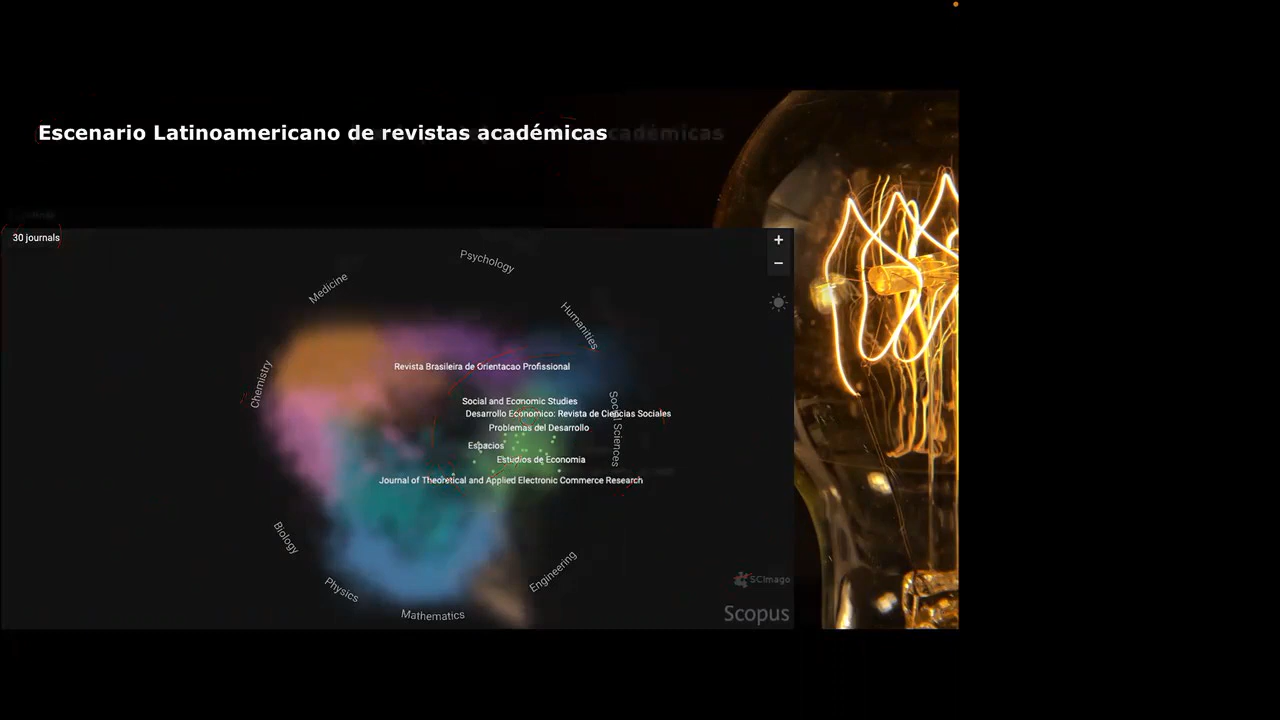 Escenario Latinoamericano de revistas académicas
30 journals
+
−
Psychology
Medicine
Humanities
Chemistry
Revista Brasileira de Orientacao Profissional
Social and Economic Studies
Desarrollo Economico: Revista de Ciencias Sociales
Social Sciences
Problemas del Desarrollo
Espacios
Estudios de Economia
Journal of Theoretical and Applied Electronic Commerce Research
Biology
Engineering
Physics
Mathematics
SCImago
Scopus